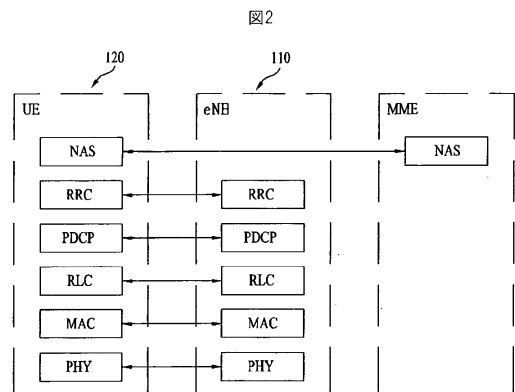 図2
120
110
UE
eNB
MME
NAS
NAS
RRC
RRC
PDCP
PDCP
RLC
RLC
MAC
MAC
PHY
PHY